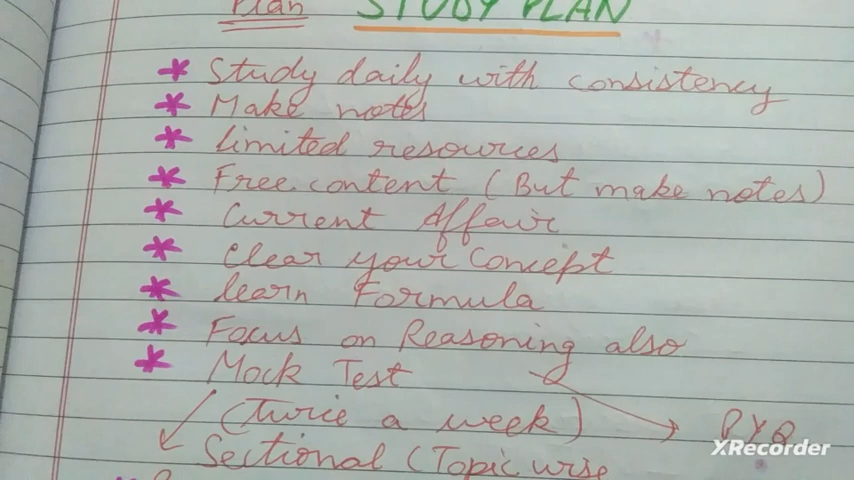 Plan STUDY PLAN
* Study daily with consistency
* Make notes
* limited resources
* Free content (But make notes)
* Current Affair
* Clear your Concept
* learn Formula
* Focus on Reasoning also
* Mock Test
(twice a week) PYQ
XRecorder
Sectional (Topic wise